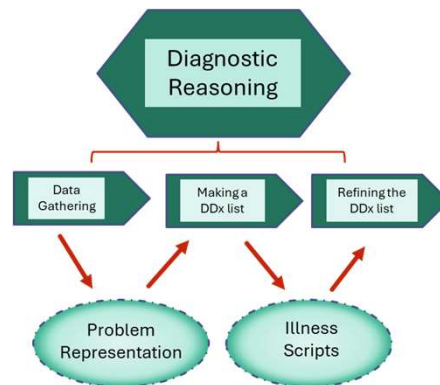 Diagnostic
Reasoning
Data
Gathering
Making a
DDx list
Refining the
DDx list
Problem
Representation
Illness
Scripts